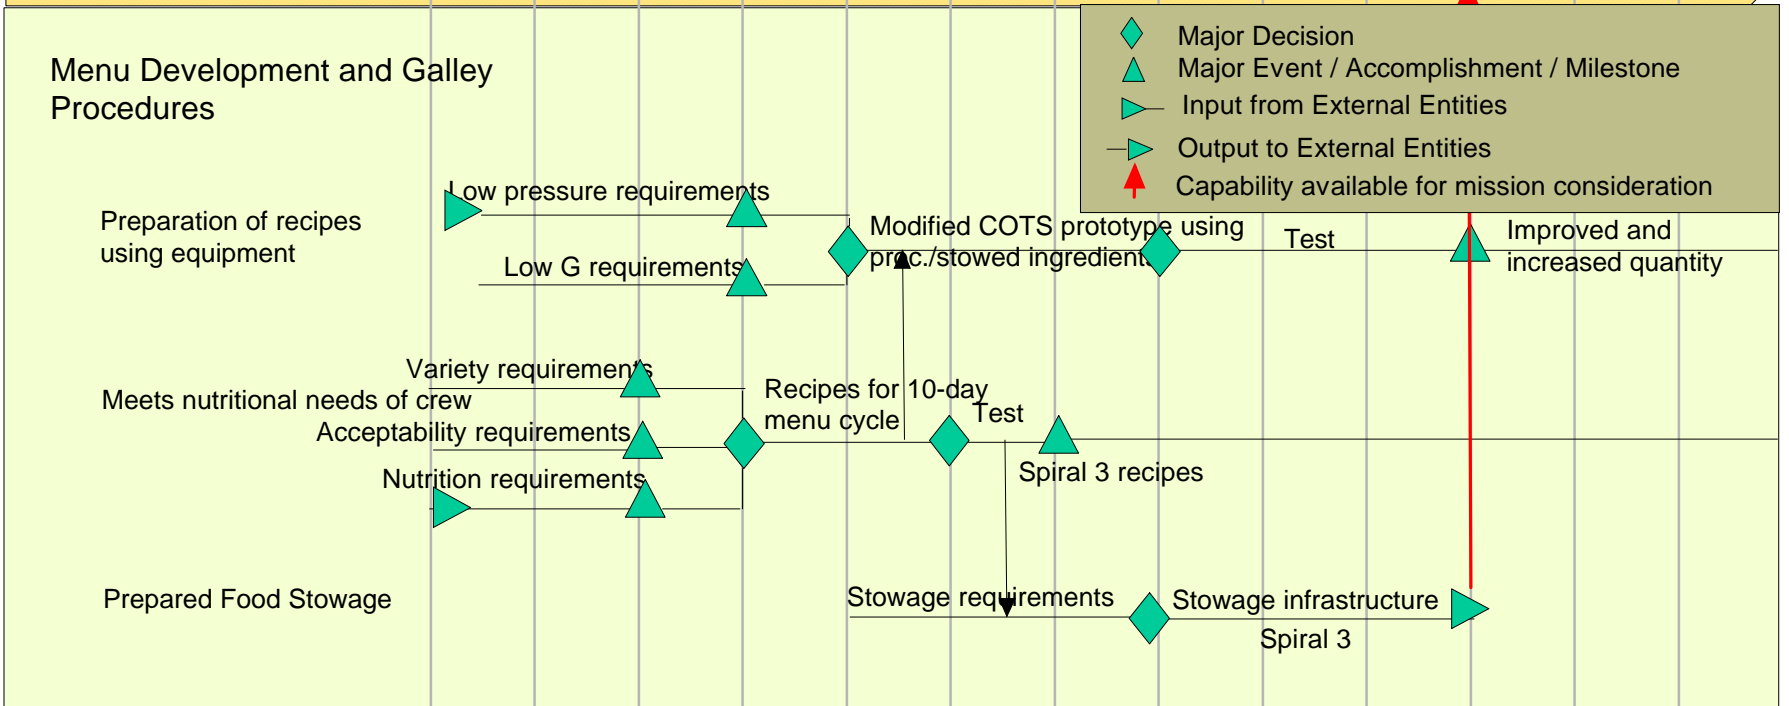 Menu Development and Galley
Procedures
Major Decision
Major Event / Accomplishment / Milestone
Input from External Entities
Output to External Entities
Capability available for mission consideration
Preparation of recipes
using equipment
Low pressure requirements
Low G requirements
Modified COTS prototype using
proc./stowed ingredients
Test
Improved and
increased quantity
Meets nutritional needs of crew
Variety requirements
Acceptability requirements
Nutrition requirements
Recipes for 10-day
menu cycle
Test
Spiral 3 recipes
Prepared Food Stowage
Stowage requirements
Stowage infrastructure
Spiral 3